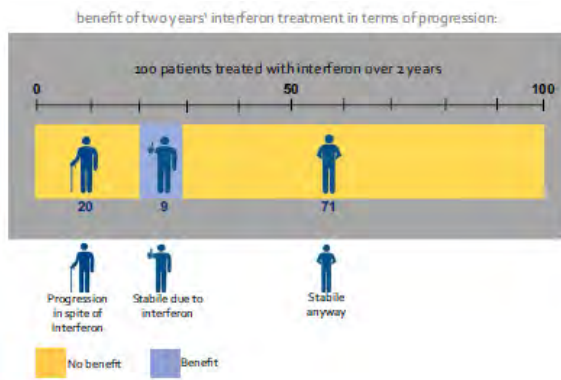 benefit of two years' interferon treatment in terms of progression:
100 patients treated with interferon over 2 years
0 50 100
20 9 71
Progression in spite of Interferon
Stabile due to interferon
Stabile anyway
No benefit Benefit